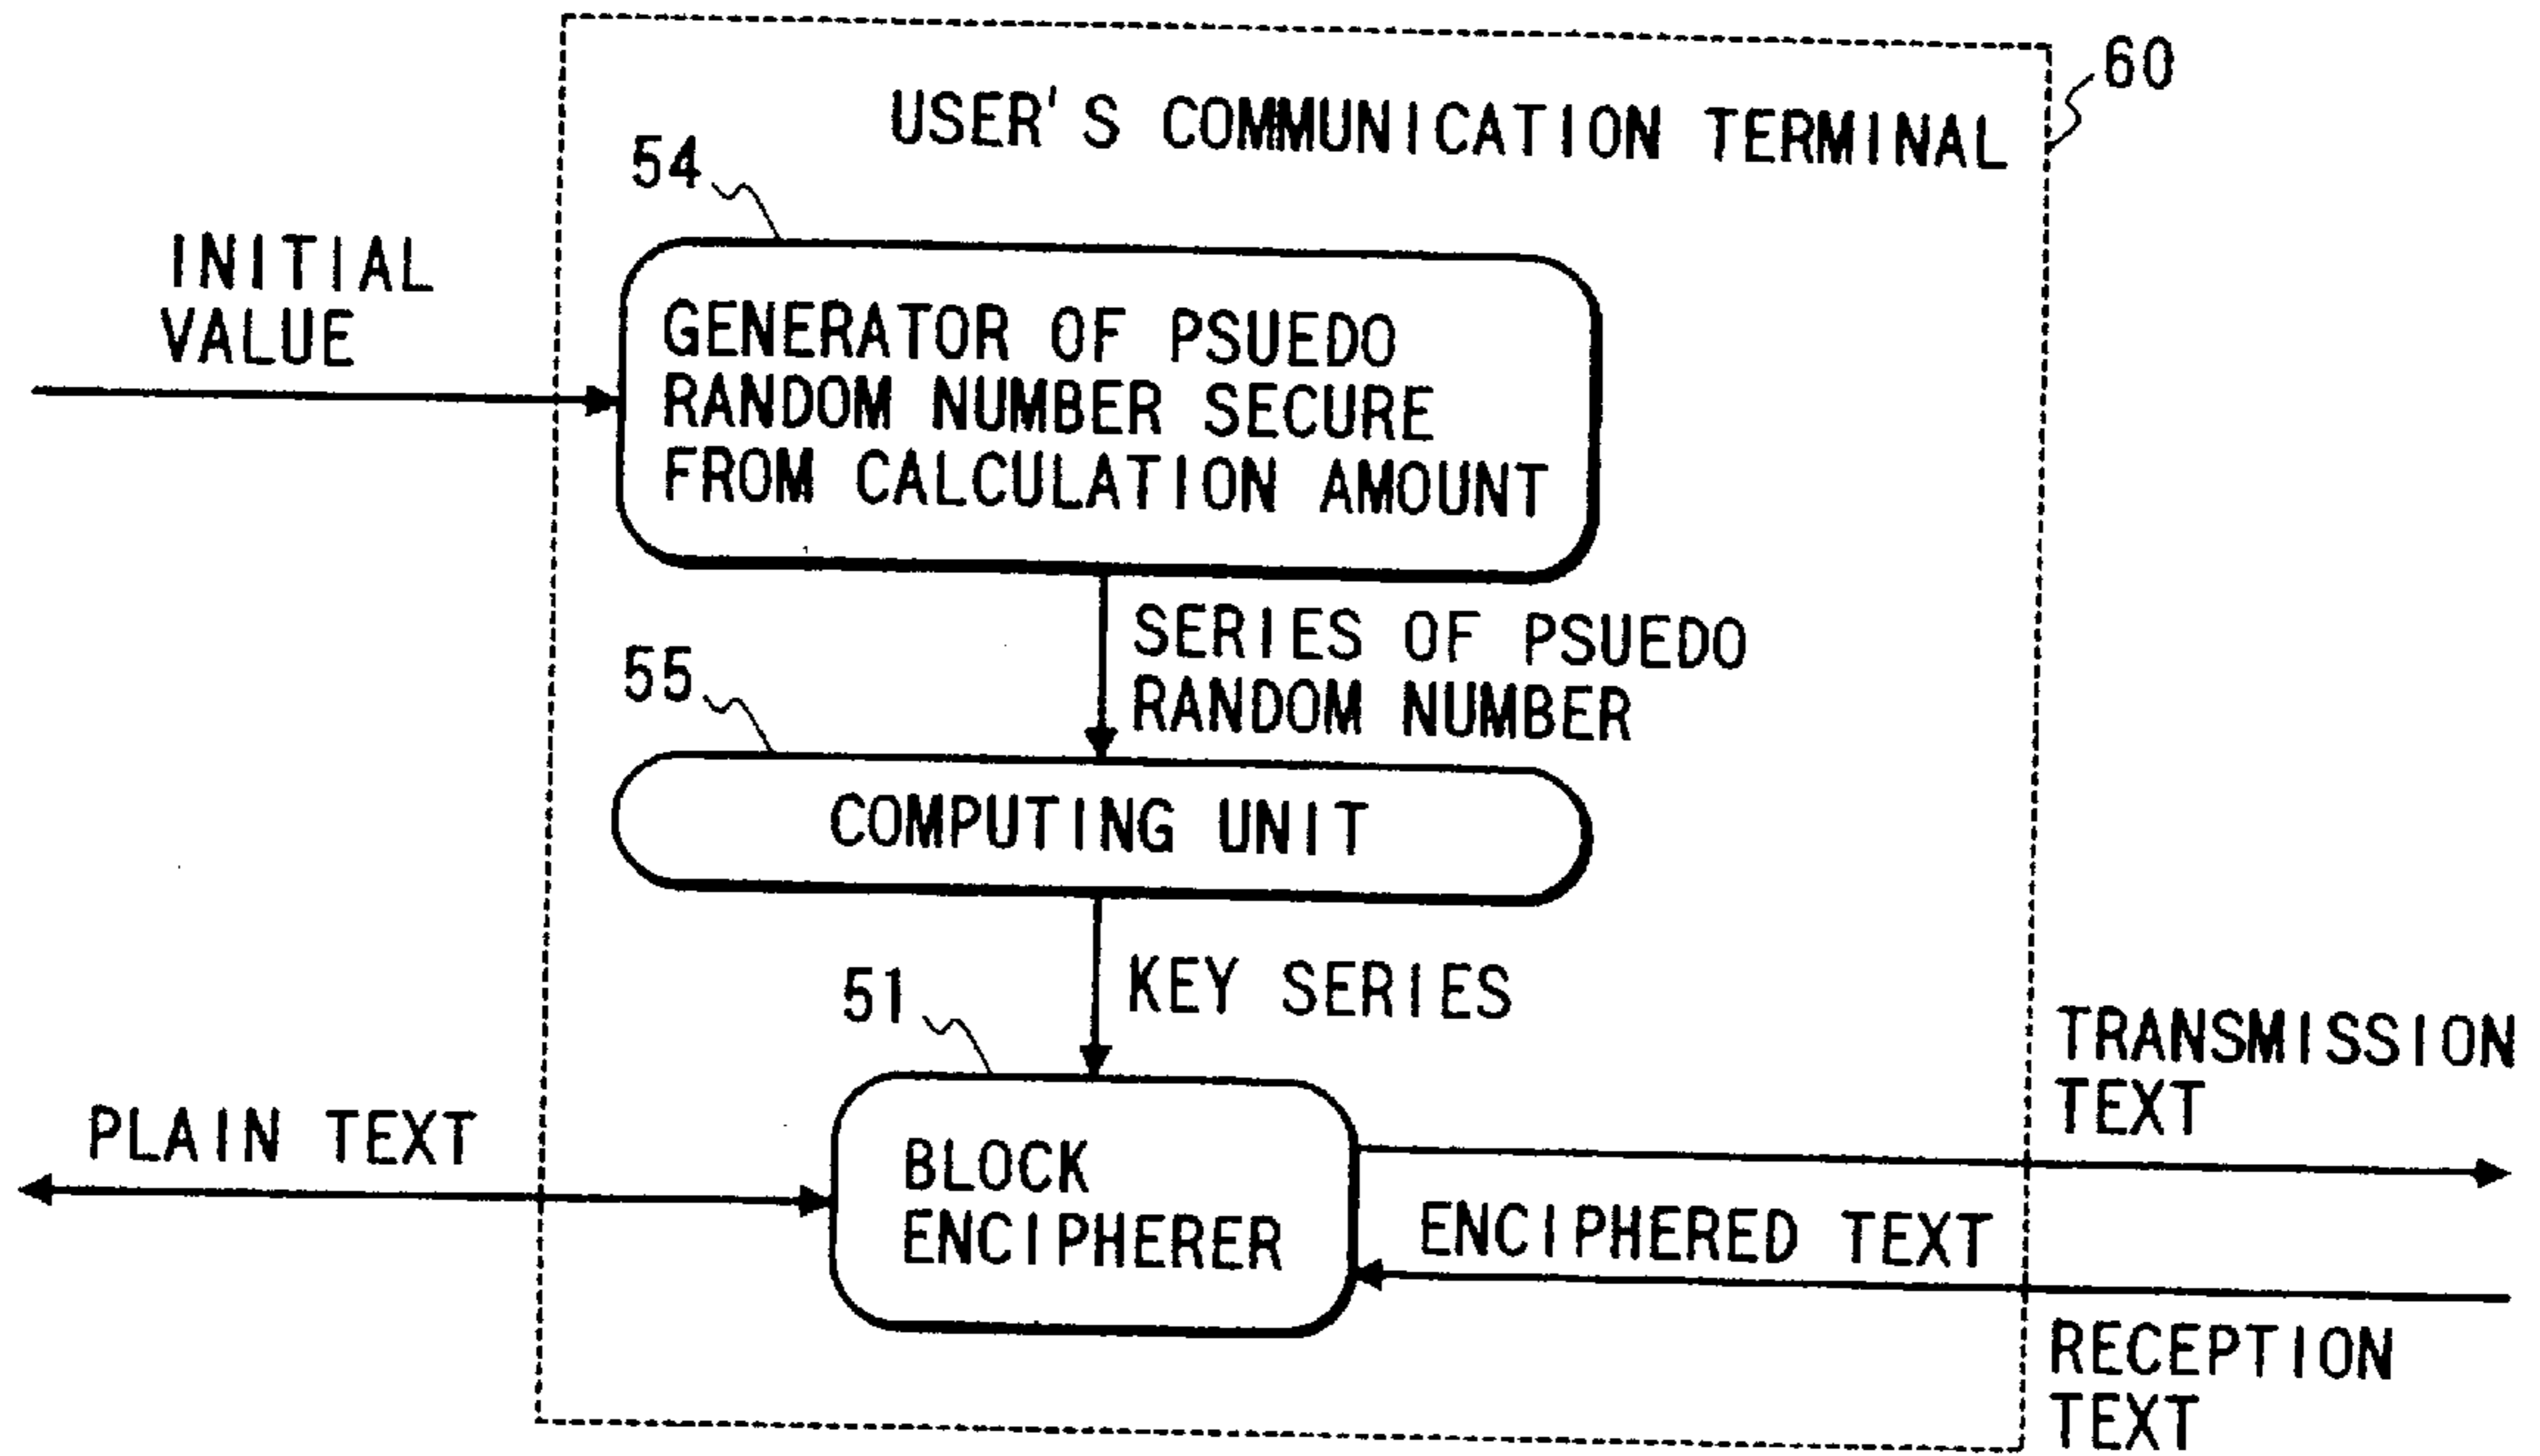 60
USER'S COMMUNICATION TERMINAL
54
INITIAL
VALUE
GENERATOR OF PSUEDO
RANDOM NUMBER SECURE
FROM CALCULATION AMOUNT
SERIES OF PSUEDO
RANDOM NUMBER
55
COMPUTING UNIT
KEY SERIES
51
TRANSMISSION
TEXT
PLAIN TEXT
BLOCK
ENCIPHERER
ENCIPHERED TEXT
RECEPTION
TEXT